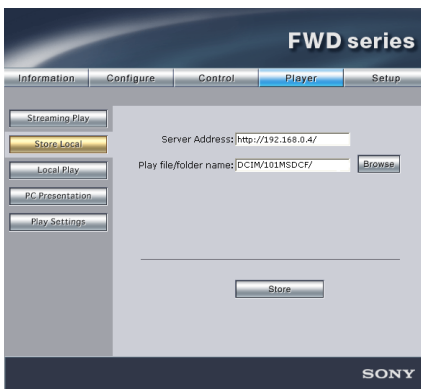 FWD series
Information Configure Control Player Setup
Streaming Play
Store Local
Local Play
PC Presentation
Play Settings
Server Address: http://192.168.0.4/
Play file/folder name: DCIM/101MSDCF/ Browse
Store
SONY